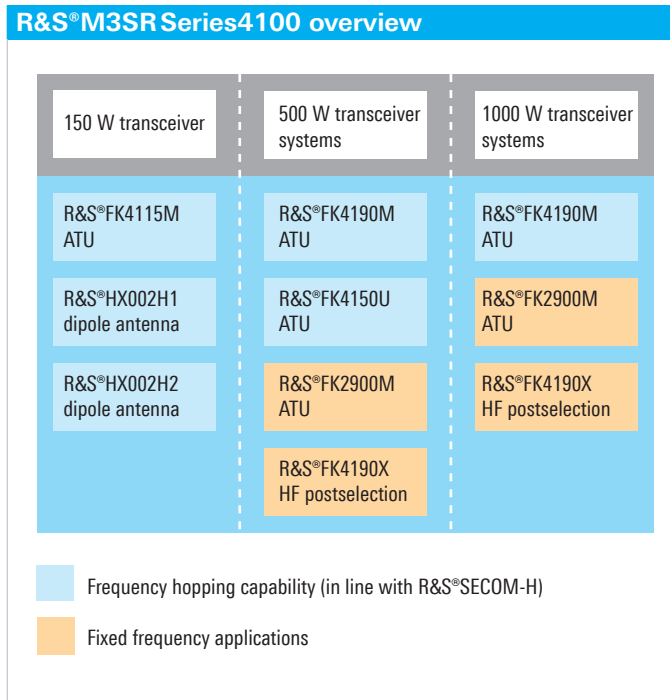 R&S®M3SR Series4100 overview
150 W transceiver
500 W transceiver
systems
1000 W transceiver
systems
R&S®FK4115M
ATU
R&S®HX002H1
dipole antenna
R&S®HX002H2
dipole antenna
R&S®FK4190M
ATU
R&S®FK4150U
ATU
R&S®FK2900M
ATU
R&S®FK4190X
HF postselection
R&S®FK4190M
ATU
R&S®FK2900M
ATU
R&S®FK4190X
HF postselection
Frequency hopping capability (in line with R&S®SECOM-H)
Fixed frequency applications